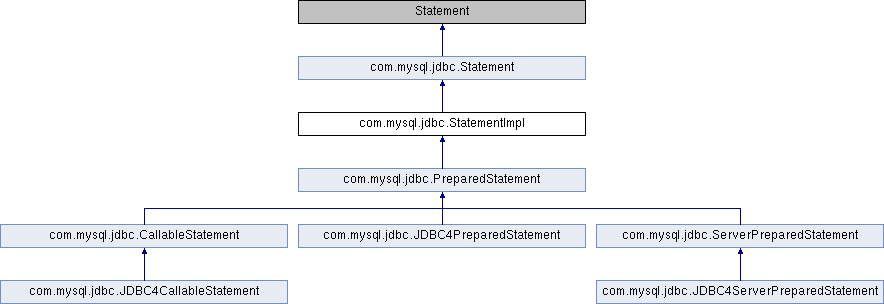 Statement
com.mysql.jdbc.Statement
com.mysql.jdbc.StatementImpl
com.mysql.jdbc.PreparedStatement
com.mysql.jdbc.CallableStatement
com.mysql.jdbc.JDBC4PreparedStatement
com.mysql.jdbc.ServerPreparedStatement
com.mysql.jdbc.JDBC4CallableStatement
com.mysql.jdbc.JDBC4ServerPreparedStatement